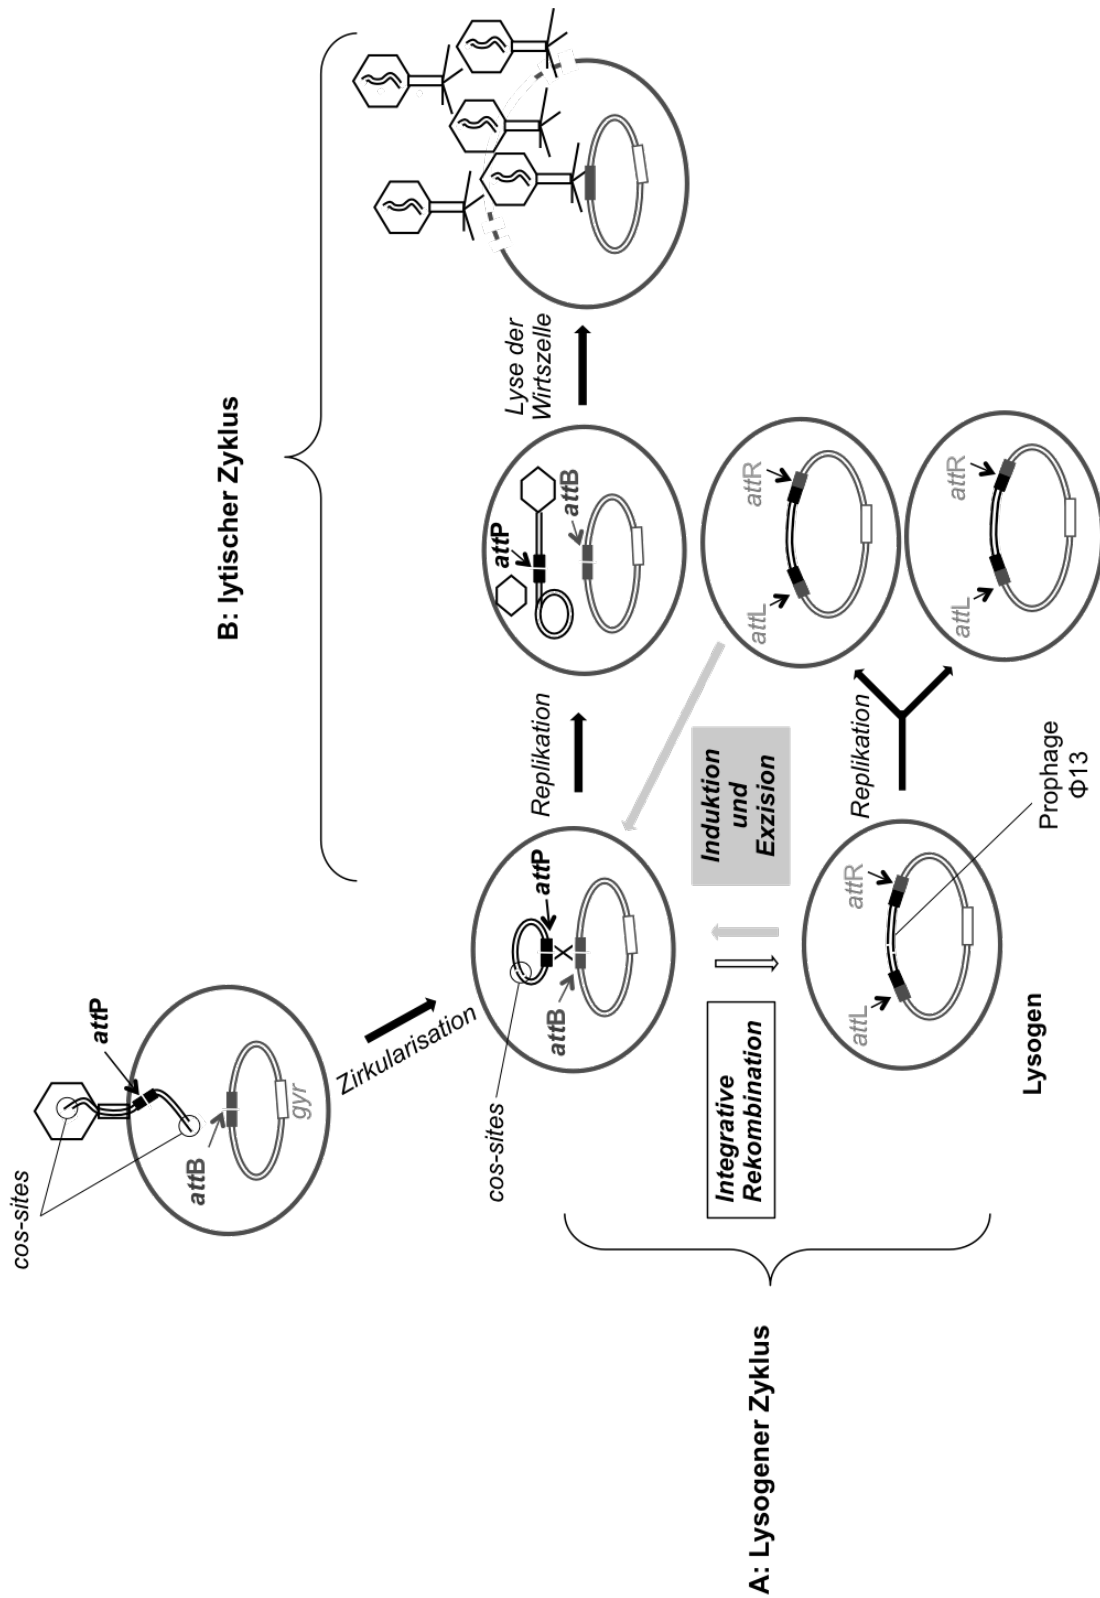 cos-sites
attP
attB
gyr
Zirkularisation
B: lytischer Zyklus
cos-sites
attP
attB
Replikation
attP
attB
Lyse der
Wirtszelle
A: Lysogener Zyklus
Integrative
Rekombination
Induktion
und
Exzision
attL
attR
Lysogen
Prophage
Φ13
Replikation
attL
attR
attL
attR